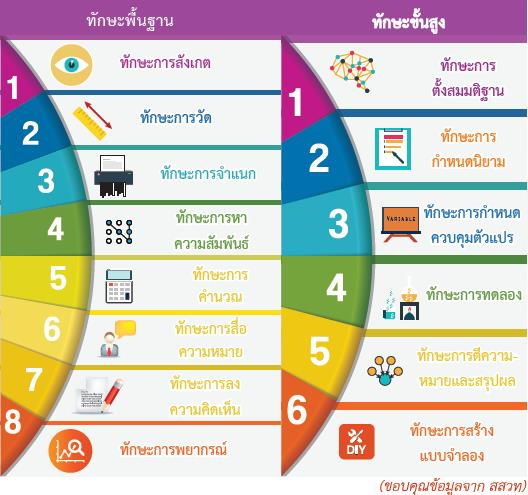 ทักษะพื้นฐาน
1
ทักษะการสังเกต
2
ทักษะการวัด
3
ทักษะการจำแนก
4
ทักษะการหา
ความสัมพันธ์
5
ทักษะการ
คำนวณ
6
ทักษะการสื่อ
ความหมาย
7
ทักษะการลง
ความคิดเห็น
8
ทักษะการพยากรณ์
ทักษะขั้นสูง
1
ทักษะการ
ตั้งสมมติฐาน
2
ทักษะการ
กำหนดนิยาม
3
VARIABLE
ทักษะการกำหนด
ควบคุมตัวแปร
4
ทักษะการทดลอง
5
ทักษะการตีความ-
หมายและสรุปผล
6
DIY
ทักษะการสร้าง
แบบจำลอง
(ขอบคุณข้อมูลจาก สสวท)